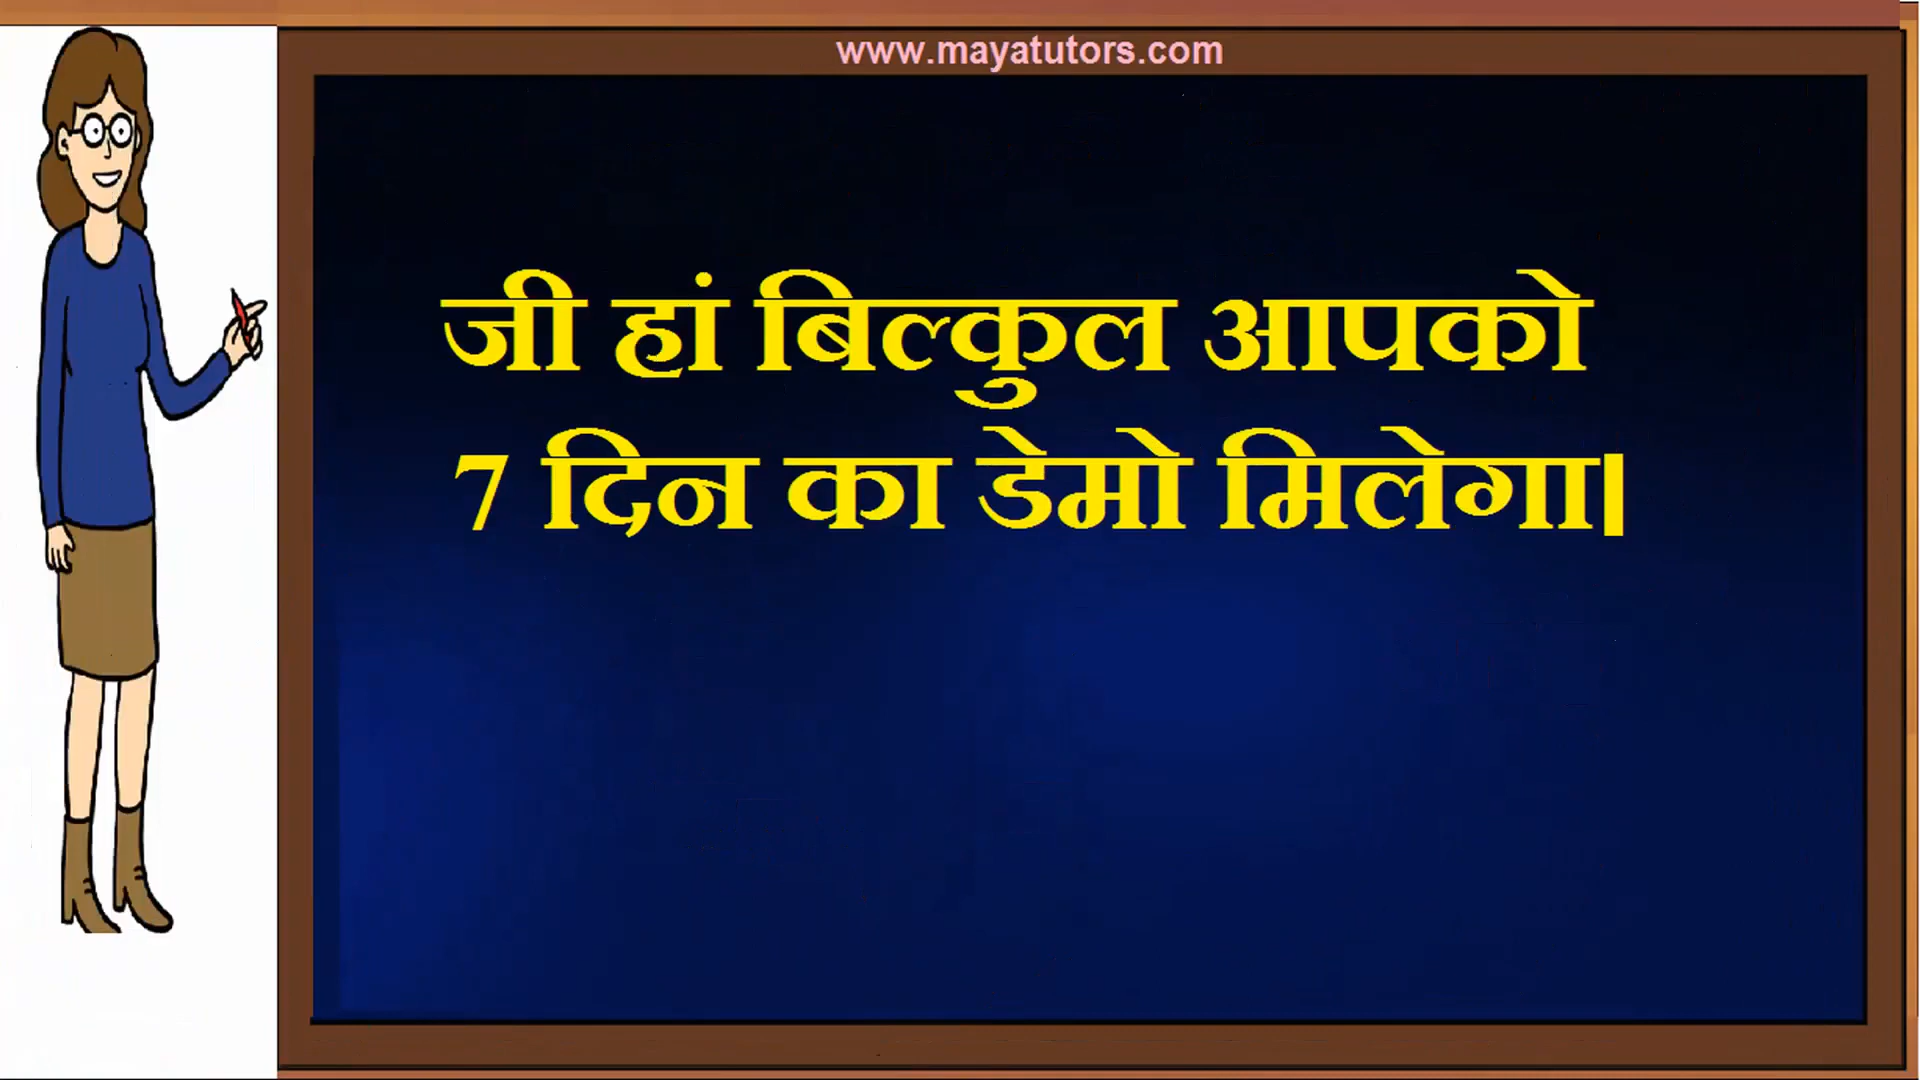 www.mayatutors.com
जी हां बिल्कुल आपको
7 दिन का डेमो मिलेगा।